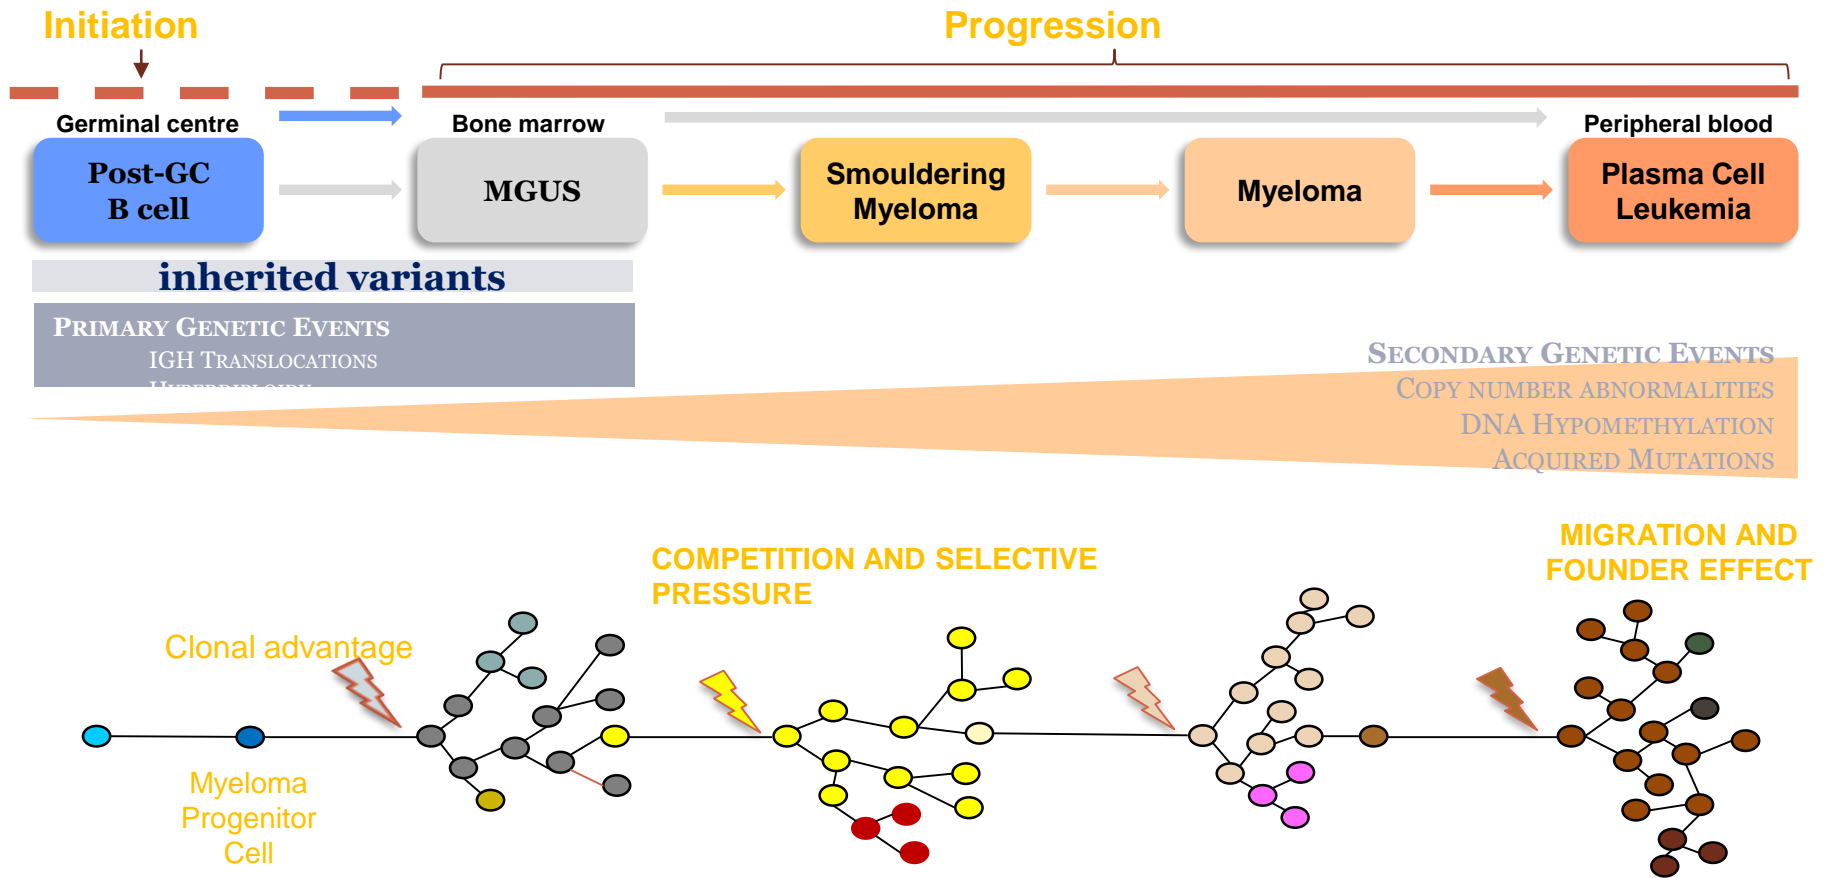 Initiation
Progression
Germinal centre
Bone marrow
Peripheral blood
Post-GC
B cell
MGUS
Smouldering
Myeloma
Myeloma
Plasma Cell
Leukemia
inherited variants
PRIMARY GENETIC EVENTS
IGH TRANSLOCATIONS
HYPERDIPLOIDY
SECONDARY GENETIC EVENTS
COPY NUMBER ABNORMALITIES
DNA HYPOMETHYLATION
ACQUIRED MUTATIONS
COMPETITION AND SELECTIVE
PRESSURE
MIGRATION AND
FOUNDER EFFECT
Clonal advantage
Myeloma
Progenitor
Cell